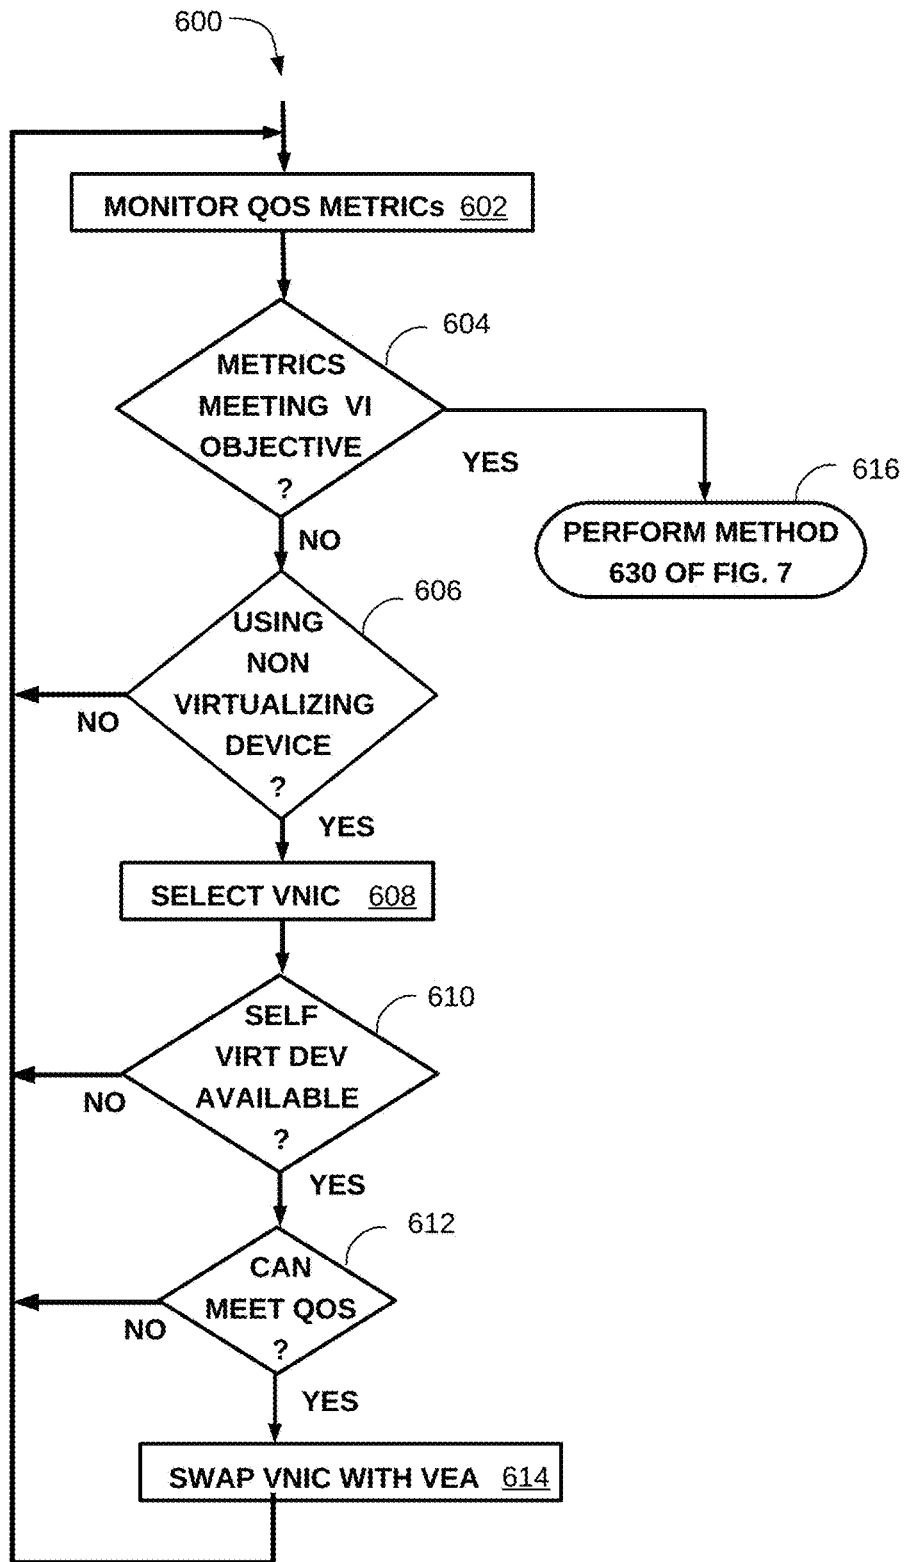 600
MONITOR QOS METRICs 602
604
METRICS
MEETING VI
OBJECTIVE
?
YES
616
PERFORM METHOD
630 OF FIG. 7
NO
606
USING
NON
VIRTUALIZING
DEVICE
?
NO
YES
SELECT VNIC 608
610
SELF
VIRT DEV
AVAILABLE
?
NO
YES
612
CAN
MEET QOS
?
NO
YES
SWAP VNIC WITH VEA 614